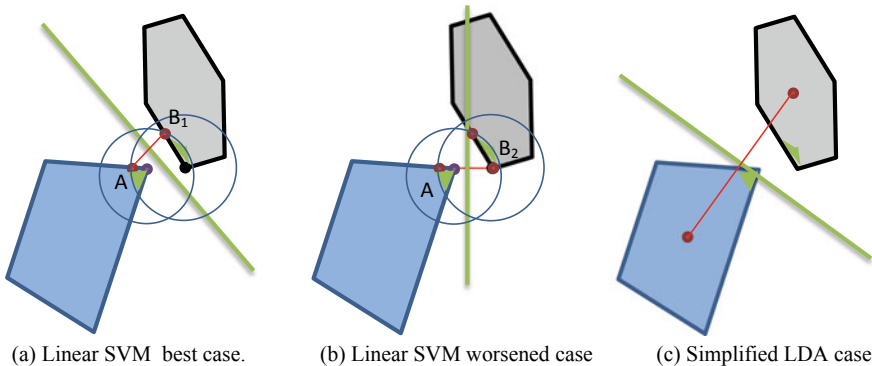 B1
A
B2
A
(a) Linear SVM best case.
(b) Linear SVM worsened case
(c) Simplified LDA case